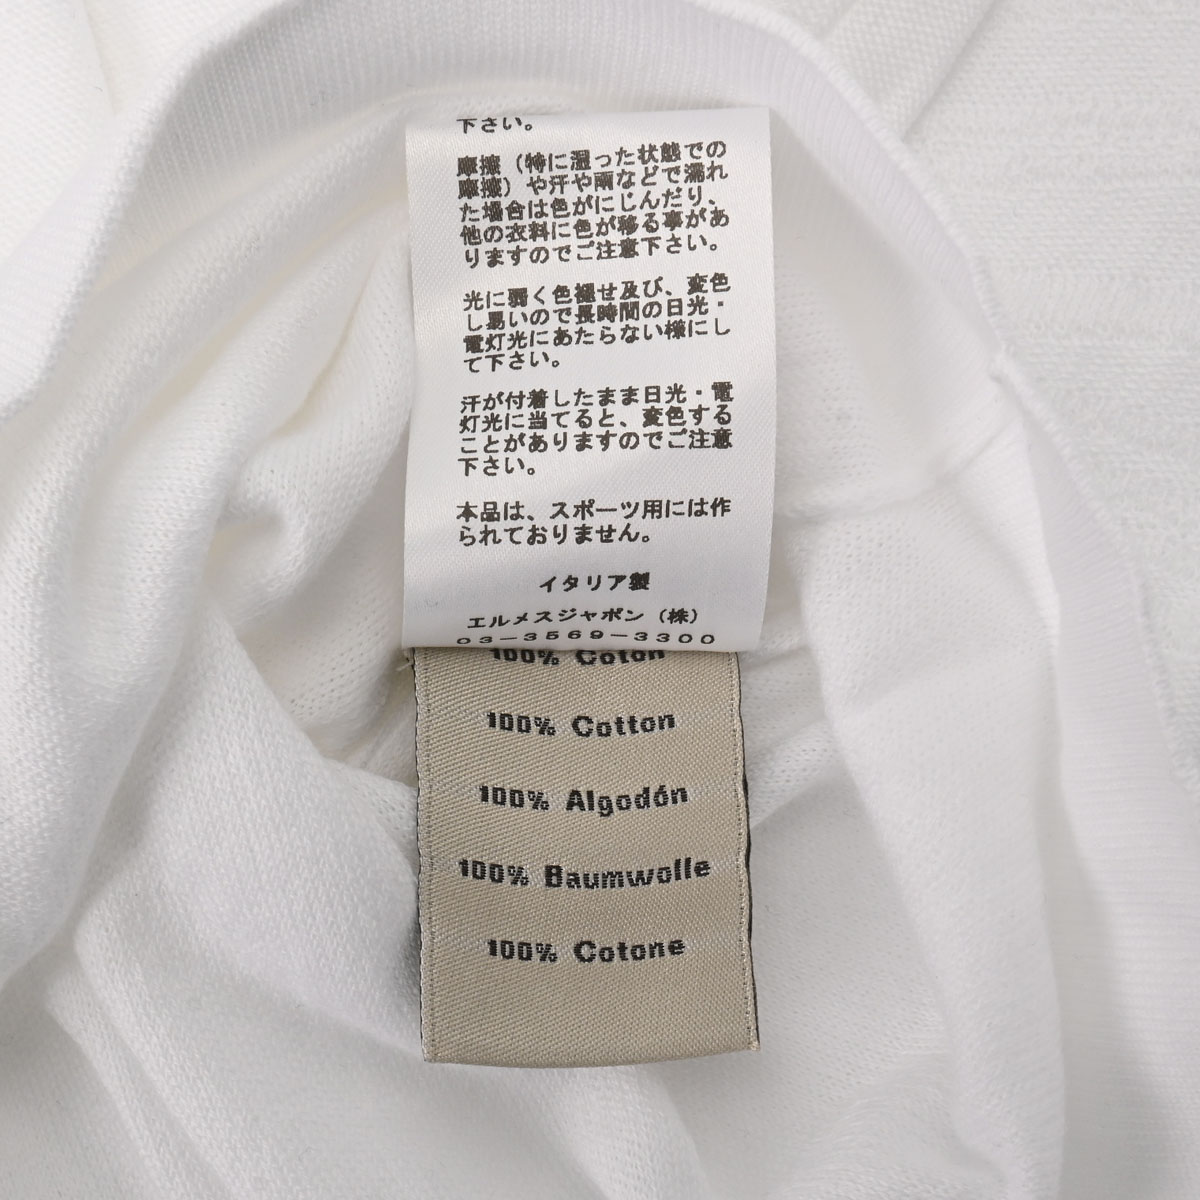 下さい。
摩擦（特に湿った状態での
摩擦）や汗や雨などで濡れ
た場合は色がにじんだり、
他の衣料に色が移る事があ
りますのでご注意下さい。
光に弱く色褪せ及び、変色
し易いので長時間の日光・
電灯光にあたらない様にし
て下さい。
汗が付着したまま日光・電
灯光に当てると、変色する
ことがありますのでご注意
下さい。
本品は、スポーツ用には作
られておりません。
イタリア製
エルメスジャポン（株）
03－3569－3300
100% Coton
100% Cotton
100% Algodón
100% Baumwolle
100% Cotone